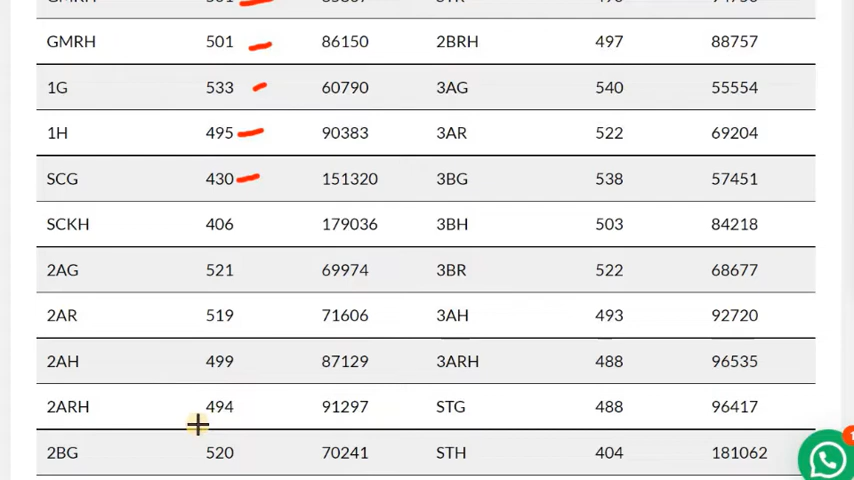 GMRH 501 86150 2BRH 497 88757
1G 533 60790 3AG 540 55554
1H 495 90383 3AR 522 69204
SCG 430 151320 3BG 538 57451
SCKH 406 179036 3BH 503 84218
2AG 521 69974 3BR 522 68677
2AR 519 71606 3AH 493 92720
2AH 499 87129 3ARH 488 96535
2ARH 494 91297 STG 488 96417
2BG 520 70241 STH 404 181062